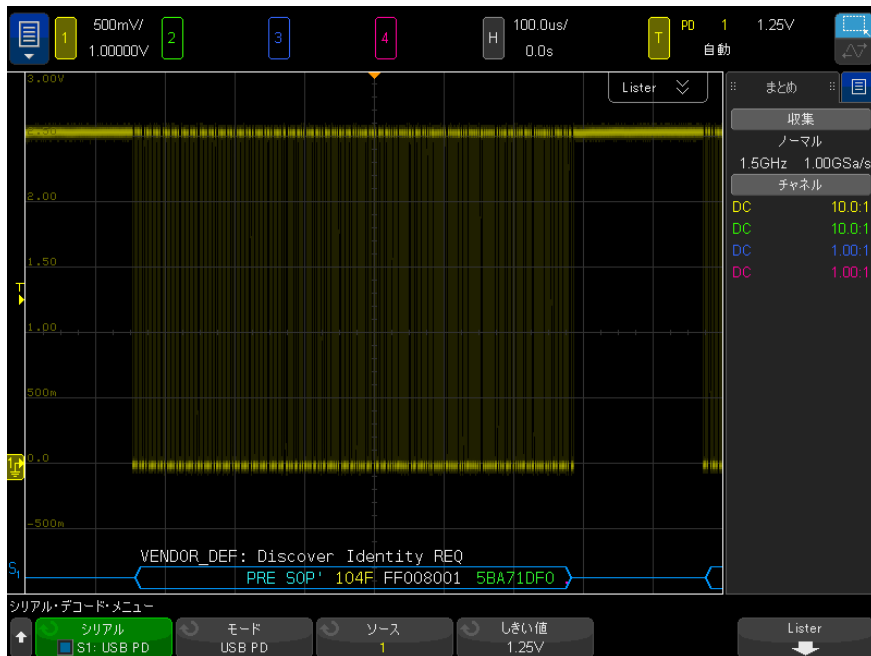 1
500mV/
1.00000V
2
3
4
H
100.0us/
0.0s
T
PD 1 1.25V
自動
3.00V
Lister
2.50
2.00
1.50
T
1.00
500m
1
0.0
-500m
まとめ
収集
ノーマル
1.5GHz 1.00GSa/s
チャネル
DC 10.0:1
DC 10.0:1
DC 1.00:1
DC 1.00:1
VENDOR_DEF: Discover Identity REQ
S1
PRE SOP' 104F FF008001 5BA71DF0
シリアル・デコード・メニュー
シリアル
S1: USB PD
モード
USB PD
ソース
1
しきい値
1.25V
Lister